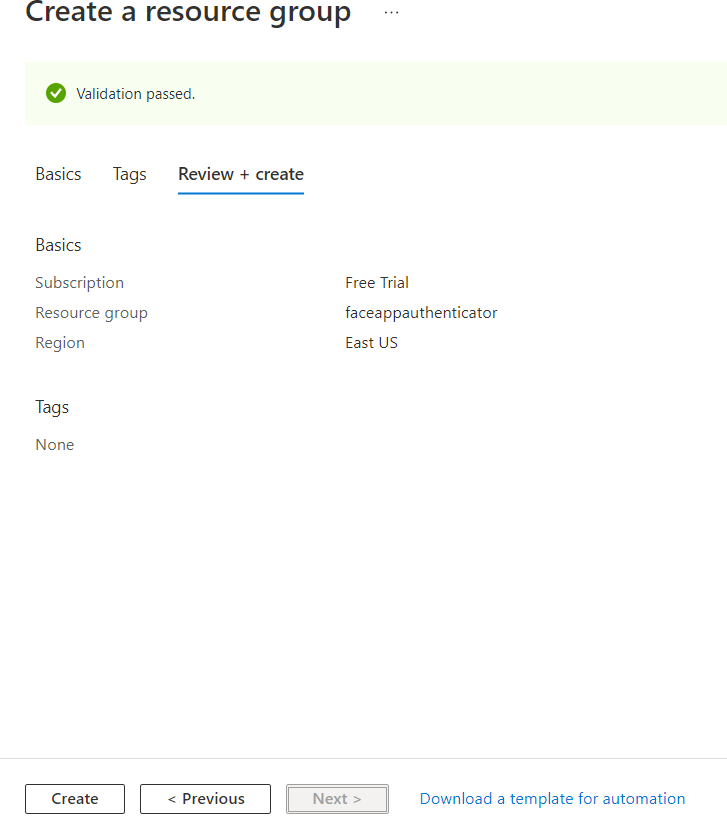 Create a resource group ...
Validation passed.
Basics Tags Review + create
Basics
Subscription Free Trial
Resource group faceappauthenticator
Region East US
Tags
None
Create < Previous Next > Download a template for automation